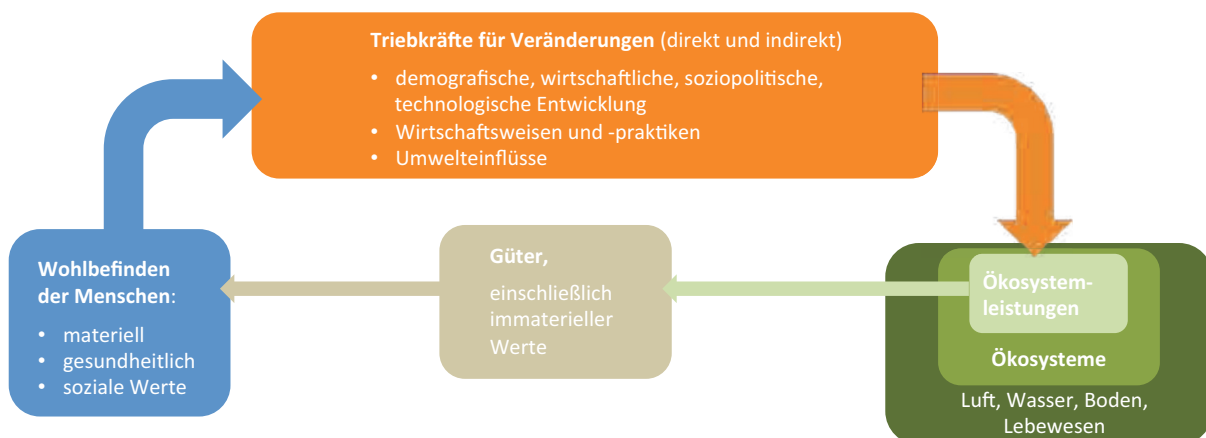 Triebkräfte für Veränderungen (direkt und indirekt)
• demografische, wirtschaftliche, soziopolitische,
technologische Entwicklung
• Wirtschaftsweisen und -praktiken
• Umwelteinflüsse
Wohlbefinden
der Menschen:
• materiell
• gesundheitlich
• soziale Werte
Güter,
einschließlich
immaterieller
Werte
Ökosystem-
leistungen
Ökosysteme
Luft, Wasser, Boden,
Lebewesen